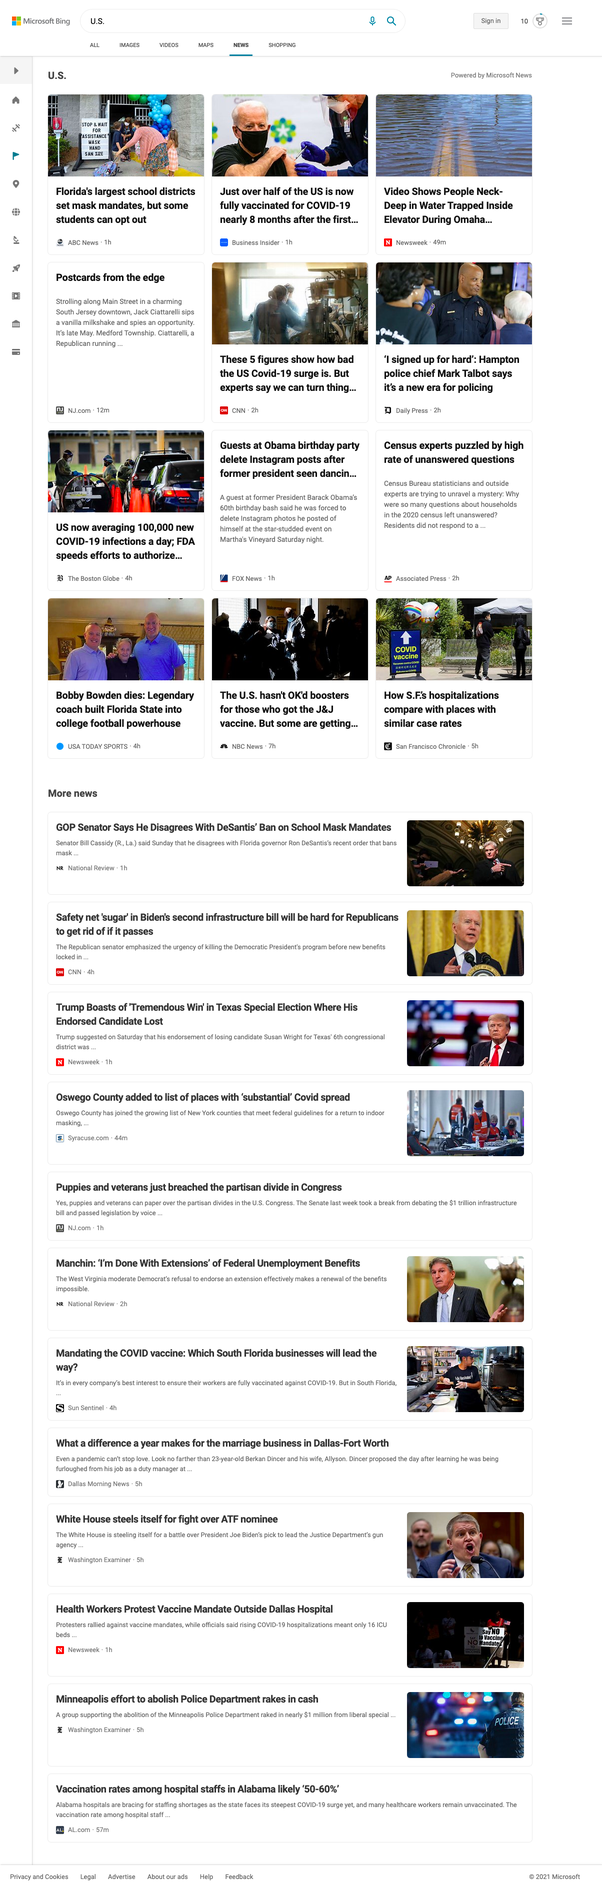 Microsoft Bing
U.S.
Sign in
10
ALL IMAGES VIDEOS MAPS NEWS SHOPPING
U.S.
Powered by Microsoft News
STOP & WAIT
FOR
ASSISTANCE
MASK
HAND
SAN IZE
Florida's largest school districts
set mask mandates, but some
students can opt out
ABC News · 1h
Just over half of the US is now
fully vaccinated for COVID-19
nearly 8 months after the first...
Business Insider · 1h
Video Shows People Neck-
Deep in Water Trapped Inside
Elevator During Omaha...
Newsweek · 49m
Postcards from the edge
Strolling along Main Street in a charming
South Jersey downtown, Jack Ciattarelli sips
a vanilla milkshake and spies an opportunity.
It's late May. Medford Township. Ciattarelli, a
Republican running ...
NJ.com · 12m
These 5 figures show how bad
the US Covid-19 surge is. But
experts say we can turn thing...
CNN · 2h
'I signed up for hard': Hampton
police chief Mark Talbot says
it's a new era for policing
Daily Press · 2h
US now averaging 100,000 new
COVID-19 infections a day; FDA
speeds efforts to authorize...
The Boston Globe · 4h
Guests at Obama birthday party
delete Instagram posts after
former president seen dancin...
A guest at former President Barack Obama's
60th birthday bash said he was forced to
delete Instagram photos he posted of
himself at the star-studded event on
Martha's Vineyard Saturday night.
FOX News · 1h
Census experts puzzled by high
rate of unanswered questions
Census Bureau statisticians and outside
experts are trying to unravel a mystery: Why
were so many questions about households
in the 2020 census left unanswered?
Residents did not respond to a ...
AP
Associated Press · 2h
Bobby Bowden dies: Legendary
coach built Florida State into
college football powerhouse
USA TODAY SPORTS · 4h
The U.S. hasn't OK'd boosters
for those who got the J&J
vaccine. But some are getting...
NBC News · 7h
COVID
vaccine
How S.F.'s hospitalizations
compare with places with
similar case rates
San Francisco Chronicle · 5h
More news
GOP Senator Says He Disagrees With DeSantis' Ban on School Mask Mandates
Senator Bill Cassidy (R., La.) said Sunday that he disagrees with Florida governor Ron DeSantis's recent order that bans
mask ...
NR National Review · 1h
Safety net 'sugar' in Biden's second infrastructure bill will be hard for Republicans
to get rid of if it passes
The Republican senator emphasized the urgency of killing the Democratic President's program before new benefits
locked in ...
CNN · 4h
Trump Boasts of 'Tremendous Win' in Texas Special Election Where His
Endorsed Candidate Lost
Trump suggested on Saturday that his endorsement of losing candidate Susan Wright for Texas' 6th congressional
district was ...
Newsweek · 1h
Oswego County added to list of places with 'substantial' Covid spread
Oswego County has joined the growing list of New York counties that meet federal guidelines for a return to indoor
masking, ...
Syracuse.com · 44m
Puppies and veterans just breached the partisan divide in Congress
Yes, puppies and veterans can paper over the partisan divides in the U.S. Congress. The Senate last week took a break from debating the $1 trillion infrastructure
bill and passed legislation by voice ...
NJ.com · 1h
Manchin: 'I'm Done With Extensions' of Federal Unemployment Benefits
The West Virginia moderate Democrat's refusal to endorse an extension effectively makes a renewal of the benefits
impossible.
NR National Review · 2h
Mandating the COVID vaccine: Which South Florida businesses will lead the
way?
It's in every company's best interest to ensure their workers are fully vaccinated against COVID-19. But in South Florida,
...
Sun Sentinel · 4h
What a difference a year makes for the marriage business in Dallas-Fort Worth
Even a pandemic can't stop love. Look no farther than 23-year-old Berkan Dincer and his wife, Allyson. Dincer proposed the day after learning he was being
furloughed from his job as a duty manager at ...
Dallas Morning News · 5h
White House steels itself for fight over ATF nominee
The White House is steeling itself for a battle over President Joe Biden's pick to lead the Justice Department's gun
agency ...
Washington Examiner · 5h
Health Workers Protest Vaccine Mandate Outside Dallas Hospital
Protesters rallied against vaccine mandates, while officials said rising COVID-19 hospitalizations meant only 16 ICU
beds ...
Newsweek · 1h
Say
NO
to Vaccine
Mandate
Minneapolis effort to abolish Police Department rakes in cash
A group supporting the abolition of the Minneapolis Police Department raked in nearly $1 million from liberal special ...
Washington Examiner · 5h
POLICE
Vaccination rates among hospital staffs in Alabama likely '50-60%'
Alabama hospitals are bracing for staffing shortages as the state faces its steepest COVID-19 surge yet, and many healthcare workers remain unvaccinated. The
vaccination rate among hospital staff ...
AL.com · 57m
Privacy and Cookies Legal Advertise About our ads Help Feedback
© 2021 Microsoft